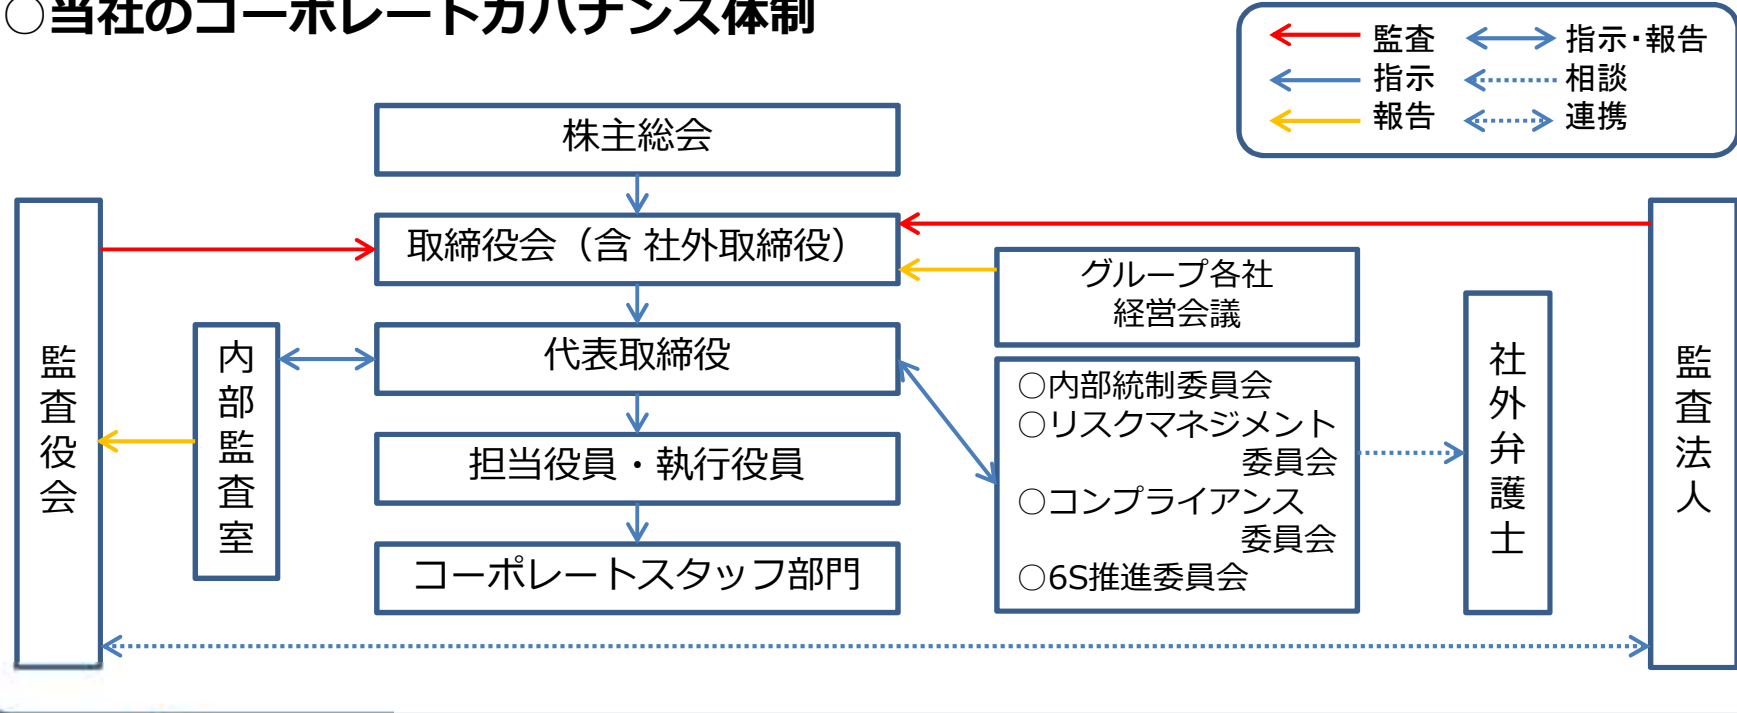 ○当社のコーポレートガバナンス体制
監査
指示・報告
指示
相談
報告
連携
株主総会
取締役会（含 社外取締役）
グループ各社
経営会議
代表取締役
担当役員・執行役員
コーポレートスタッフ部門
監査役会
内部監査室
○内部統制委員会
○リスクマネジメント
委員会
○コンプライアンス
委員会
○6S推進委員会
社外弁護士
監査法人